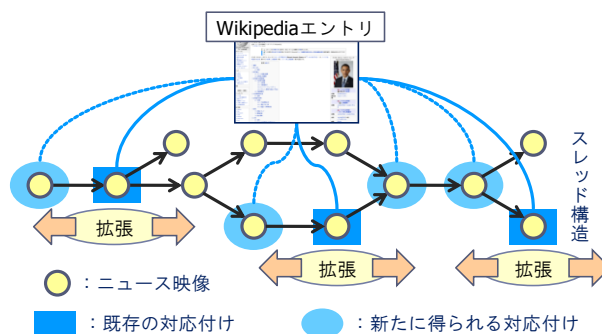 Wikipediaエントリ
スレッド構造
拡張
拡張
拡張
：ニュース映像
：既存の対応付け
：新たに得られる対応付け